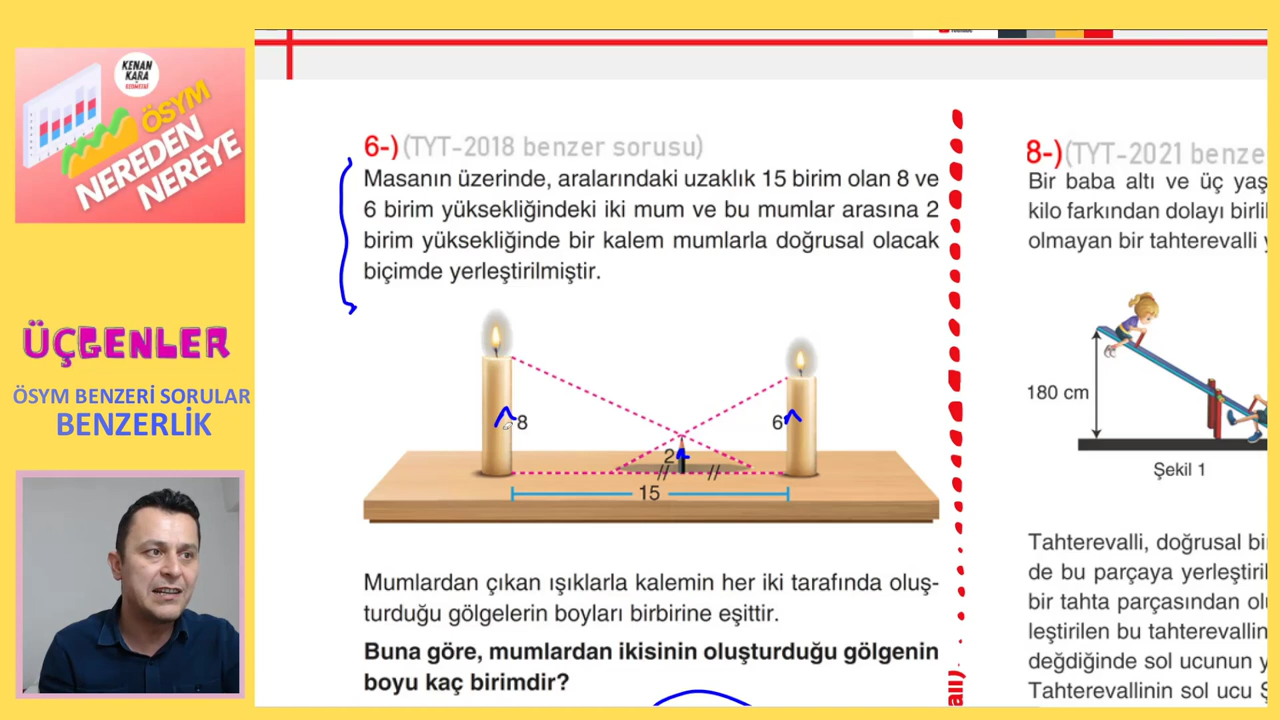 KENAN
KARA
ÖSYM
NEREDEN
NEREYE
ÜÇGENLER
ÖSYM BENZERİ SORULAR
BENZERLİK
6-) (TYT-2018 benzer sorusu)
Masanın üzerinde, aralarındaki uzaklık 15 birim olan 8 ve
6 birim yüksekliğindeki iki mum ve bu mumlar arasına 2
birim yüksekliğinde bir kalem mumlarla doğrusal olacak
biçimde yerleştirilmiştir.
8
6
2
15
Mumlardan çıkan ışıklarla kalemin her iki tarafında oluş-
turduğu gölgelerin boyları birbirine eşittir.
Buna göre, mumlardan ikisinin oluşturduğu gölgenin
boyu kaç birimdir?
8-)(TYT-2021 benze
Bir baba altı ve üç yaş
kilo farkından dolayı birli
olmayan bir tahterevalli
180 cm
Şekil 1
Tahterevalli, doğrusal bi
de bu parçaya yerleştiril
bir tahta parçasından ol
leştirilen bu tahterevallin
değdiğinde sol ucunun y
Tahterevallinin sol ucu Ş